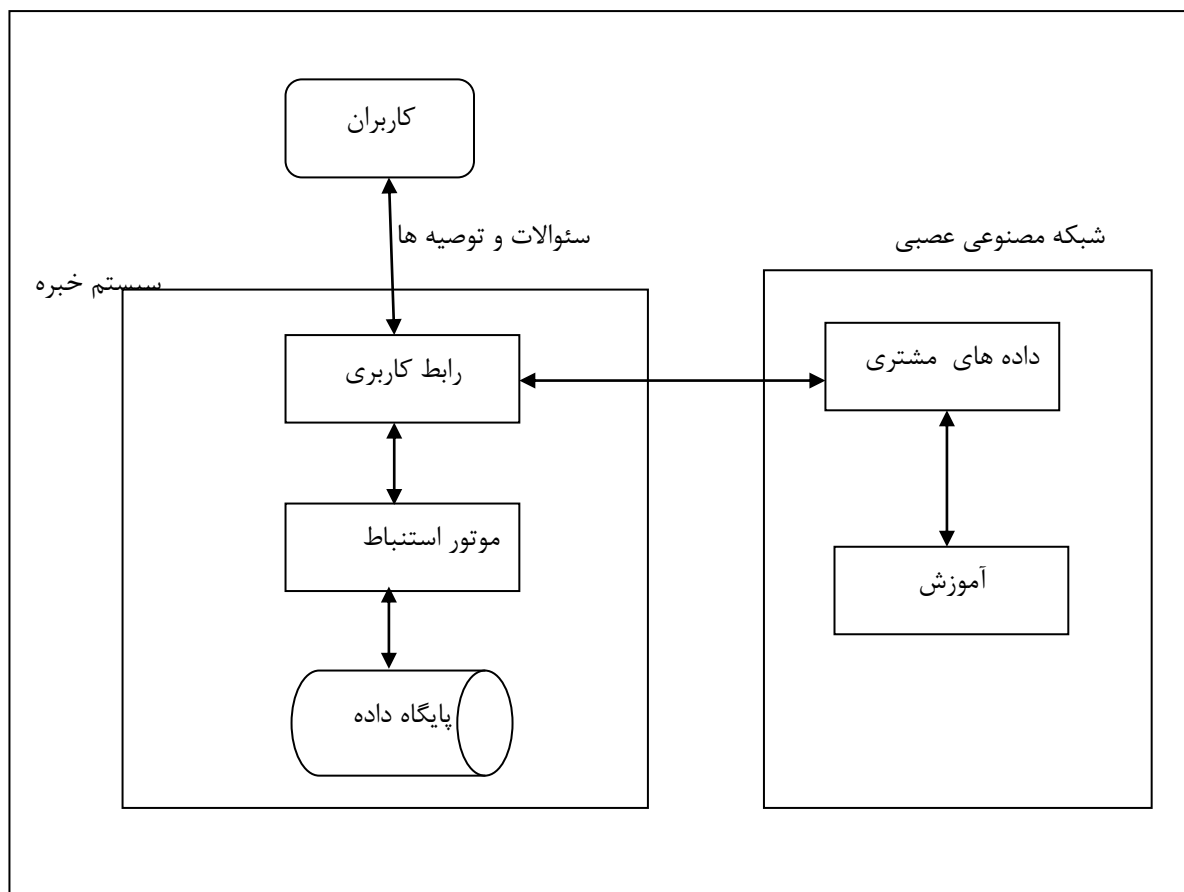 کاربران
سئوالات و توصیه ها
شبکه مصنوعی عصبی
سیستم خبره
رابط کاربری
داده های مشتری
موتور استنباط
آموزش
پایگاه داده